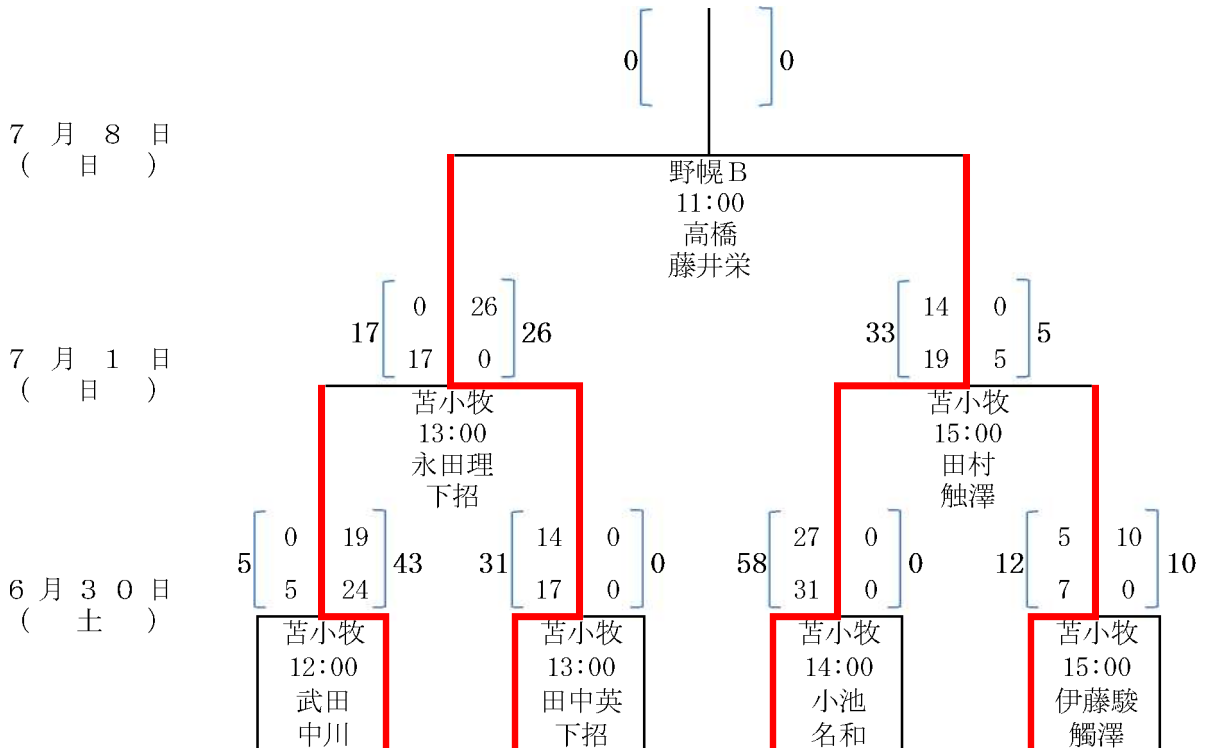 0 0
7月8日
(日)
野幌B
11:00
高橋
藤井栄
0 26
17 26
17 0
14 0
33 5
19 5
7月1日
(日)
苫小牧
13:00
永田理
下招
苫小牧
15:00
田村
触澤
0 19
5 43
5 24
14 0
31 0
17 0
27 0
58 0
31 0
5 10
12 10
7 0
6月30日
(土)
苫小牧
12:00
武田
中川
苫小牧
13:00
田中英
下招
苫小牧
14:00
小池
名和
苫小牧
15:00
伊藤駿
觸澤